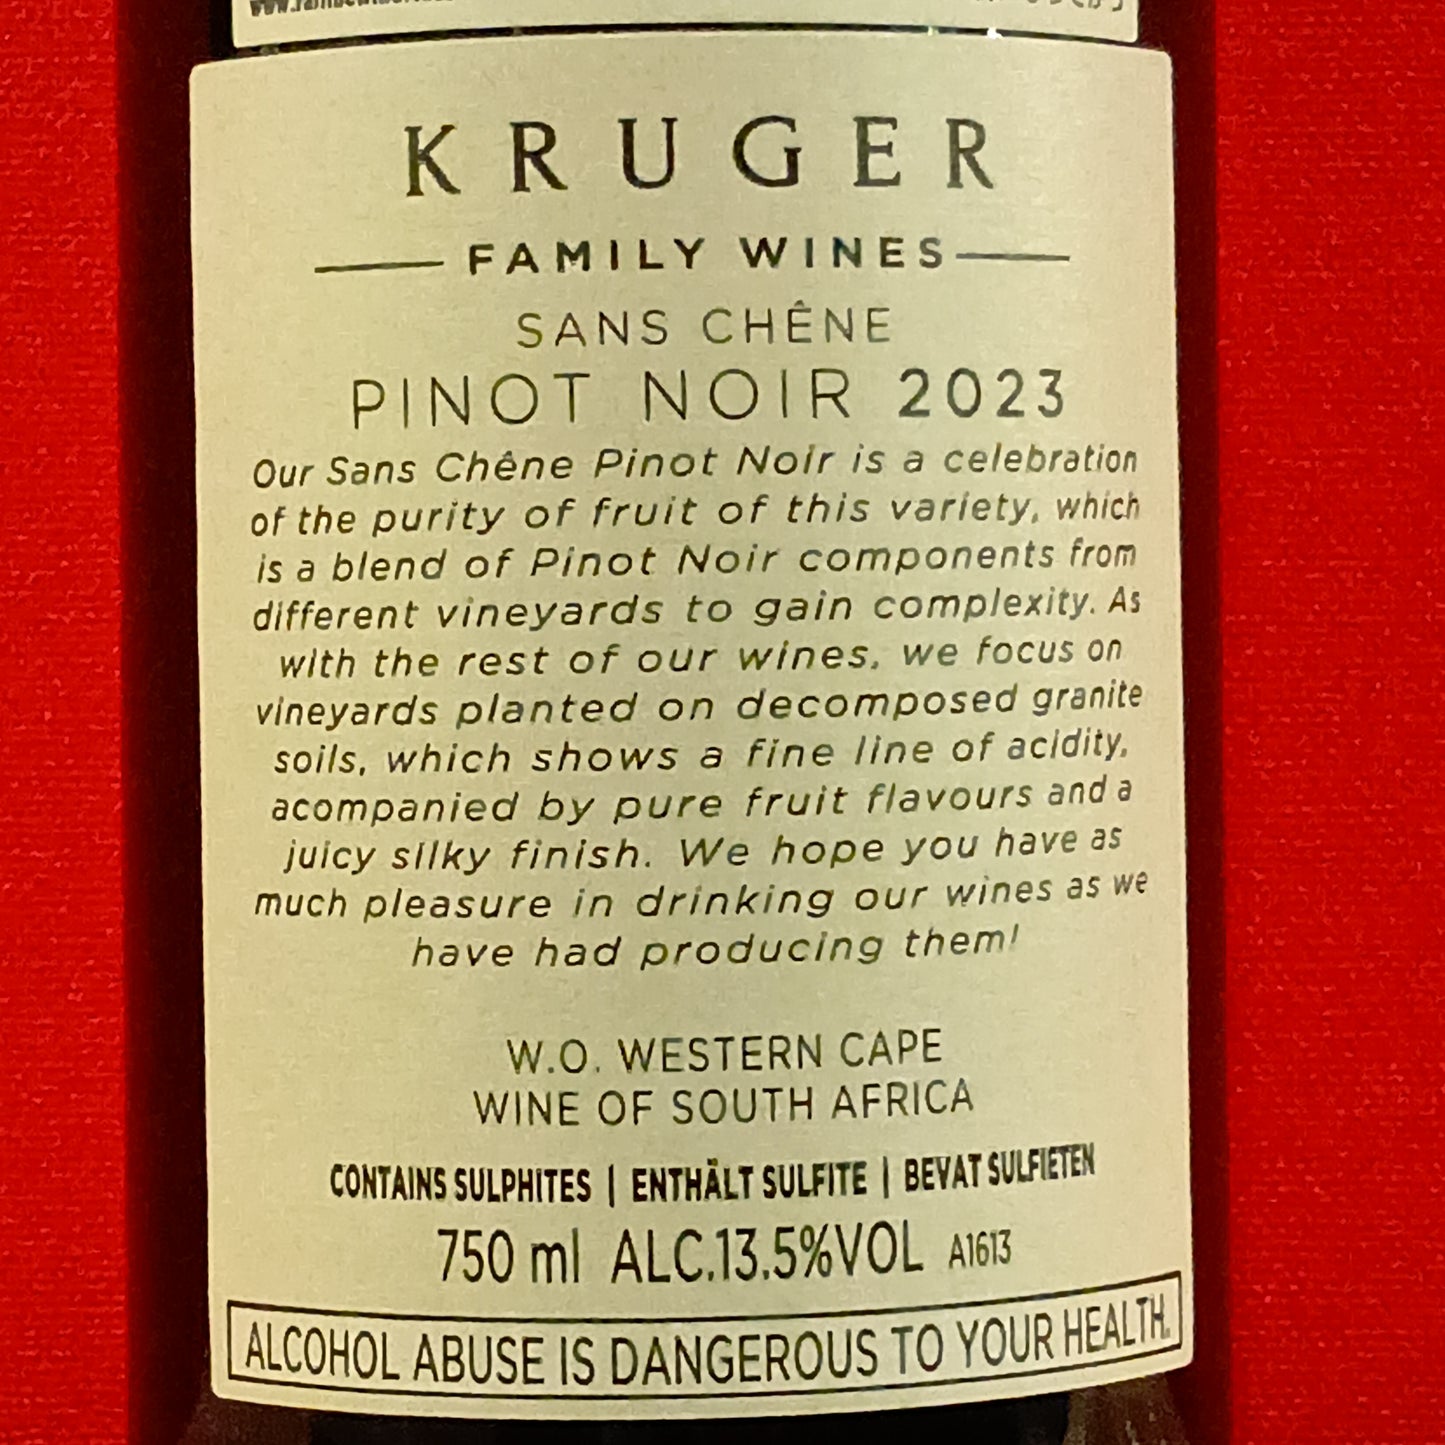 KRUGER
FAMILY WINES
SANS CHÊNE
PINOT NOIR 2023
Our Sans Chêne Pinot Noir is a celebration
of the purity of fruit of this variety, which
is a blend of Pinot Noir components from
different vineyards to gain complexity. As
with the rest of our wines, we focus on
vineyards planted on decomposed granite
soils, which shows a fine line of acidity,
acompanied by pure fruit flavours and a
juicy silky finish. We hope you have as
much pleasure in drinking our wines as we
have had producing them!
W.O. WESTERN CAPE
WINE OF SOUTH AFRICA
CONTAINS SULPHITES | ENTHÄLT SULFITE | BEVAT SULFIETEN
750 ml ALC.13.5%VOL A1613
ALCOHOL ABUSE IS DANGEROUS TO YOUR HEALTH.